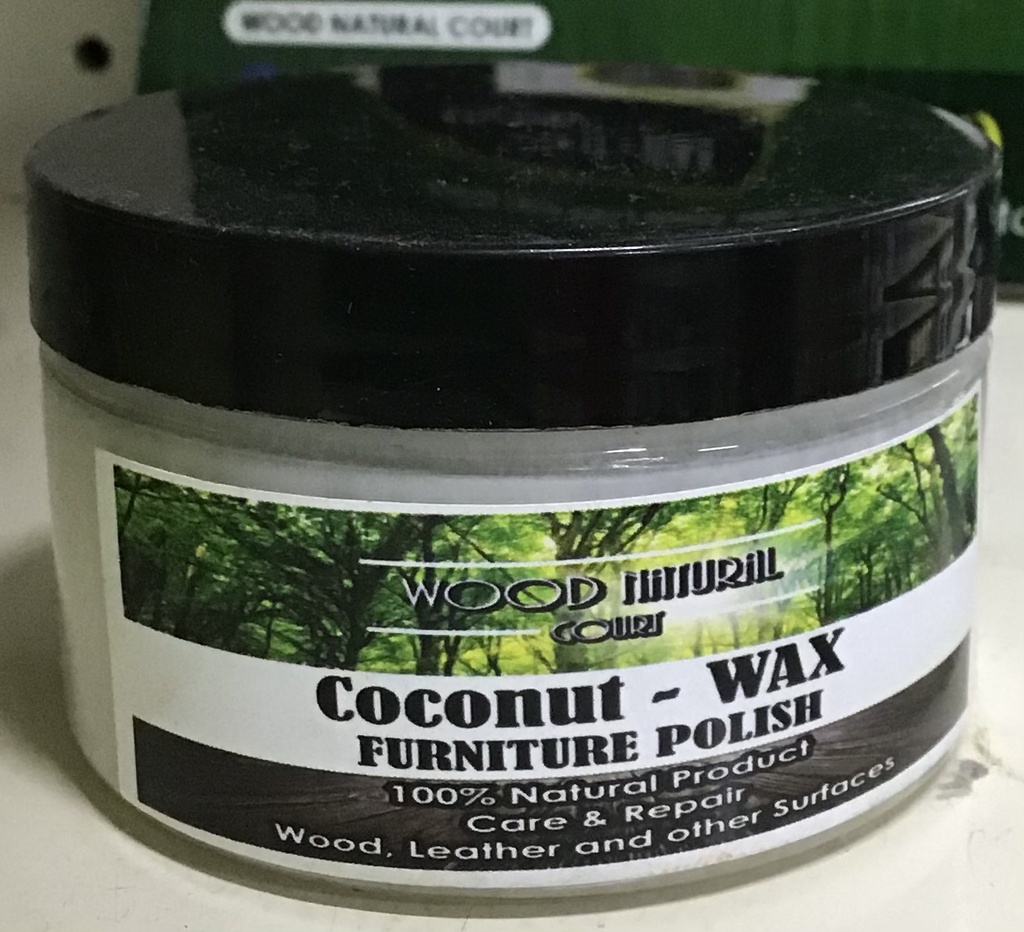 WOOD NATURAL COURT
WOOD NATURAL
COURT
Coconut - WAX
FURNITURE POLISH
100% Natural Product
Care & Repair
Wood, Leather and other Surfaces